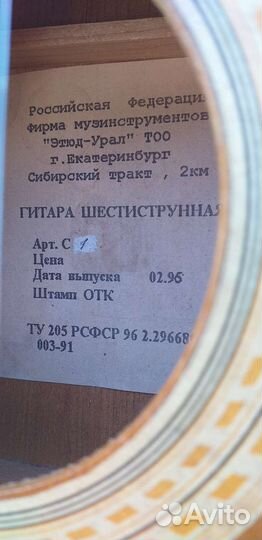 Российская Федерация
фирма музинструментов
"Этюд-Урал" ТОО
г.Екатеринбург
Сибирский тракт , 2км
ГИТАРА ШЕСТИСТРУННАЯ
Арт. С 1
Цена
Дата выпуска 02.95
Штамп ОТК
ТУ 205 РСФСР 96 2.29668
003-91
Avito